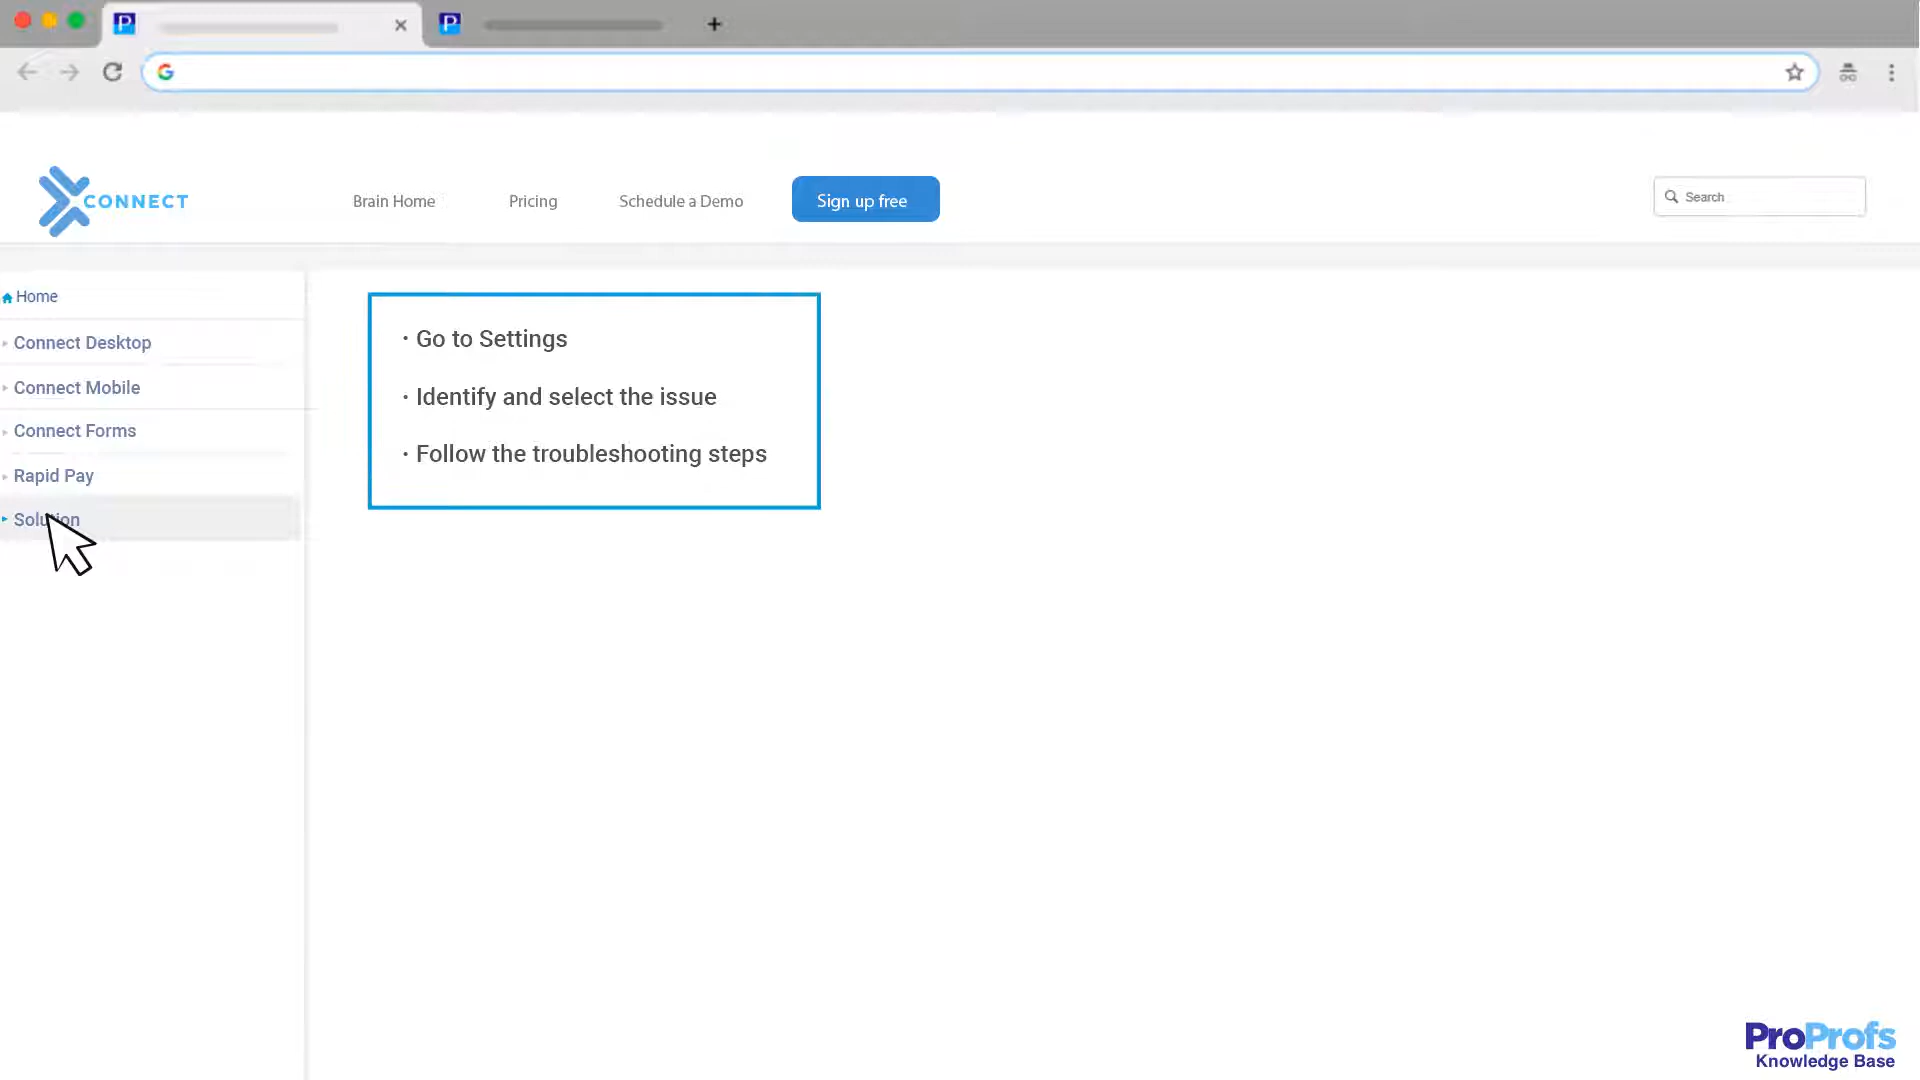 CONNECT
Brain Home
Pricing
Schedule a Demo
Sign up free
Search
Home
Connect Desktop
Connect Mobile
Connect Forms
Rapid Pay
Solution
· Go to Settings
· Identify and select the issue
· Follow the troubleshooting steps
ProProfs
Knowledge Base